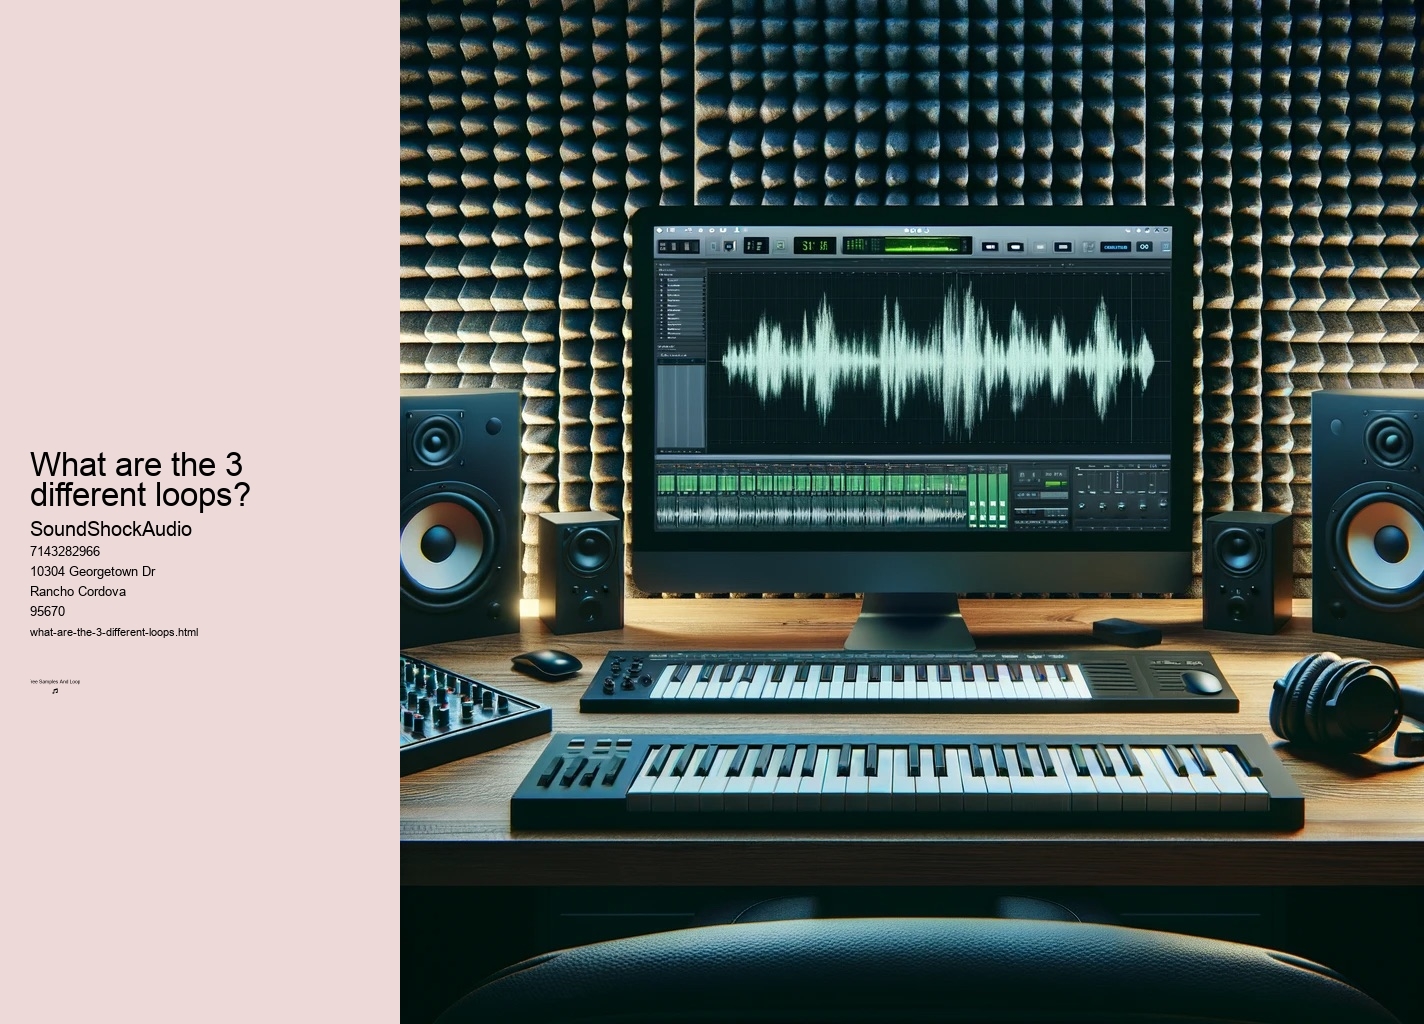 What are the 3
different loops?
SoundShockAudio
7143282966
10304 Georgetown Dr
Rancho Cordova
95670
what-are-the-3-different-loops.html
ree Samples And Loop